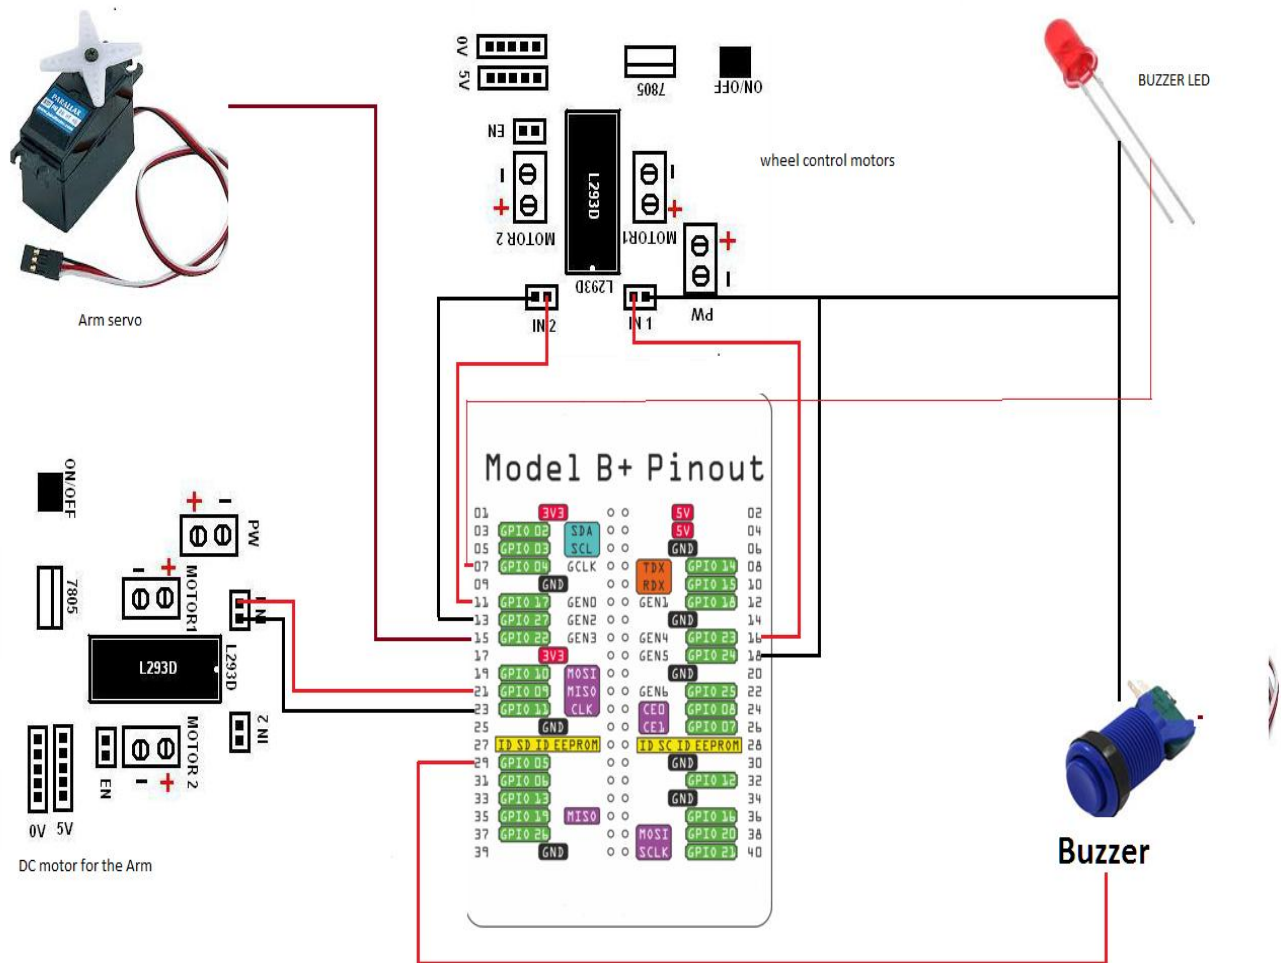 0V
5V
7805
ON/OFF
BUZZER LED
PARALLAX
EN
L293D
wheel control motors
MOTOR 2
MOTOR1
L293D
PW
IN 2
IN 1
Arm servo
Model B+ Pinout
01 3V3 5V 02
03 GPIO 02 SDA 5V 04
05 GPIO 03 SCL GND 06
07 GPIO 04 GCLK TDX GPIO 14 08
09 GND RDX GPIO 15 10
11 GPIO 17 GEN0 GEN1 GPIO 18 12
13 GPIO 27 GEN2 GND 14
15 GPIO 22 GEN3 GEN4 GPIO 23 16
17 3V3 GEN5 GPIO 24 18
19 GPIO 10 MOSI GND 20
21 GPIO 09 MISO GEN6 GPIO 25 22
23 GPIO 11 CLK CE0 GPIO 08 24
25 GND CE1 GPIO 07 26
27 ID SD ID EEPROM ID SC ID EEPROM 28
29 GPIO 05 GND 30
31 GPIO 06 GPIO 12 32
33 GPIO 13 GND 34
35 GPIO 19 MISO GPIO 16 36
37 GPIO 26 MOSI GPIO 20 38
39 GND SCLK GPIO 21 40
ON/OFF
+ -
PW
7805
- +
MOTOR1
L293D
L293D
IN 2
MOTOR 2
EN
- +
0V 5V
DC motor for the Arm
Buzzer